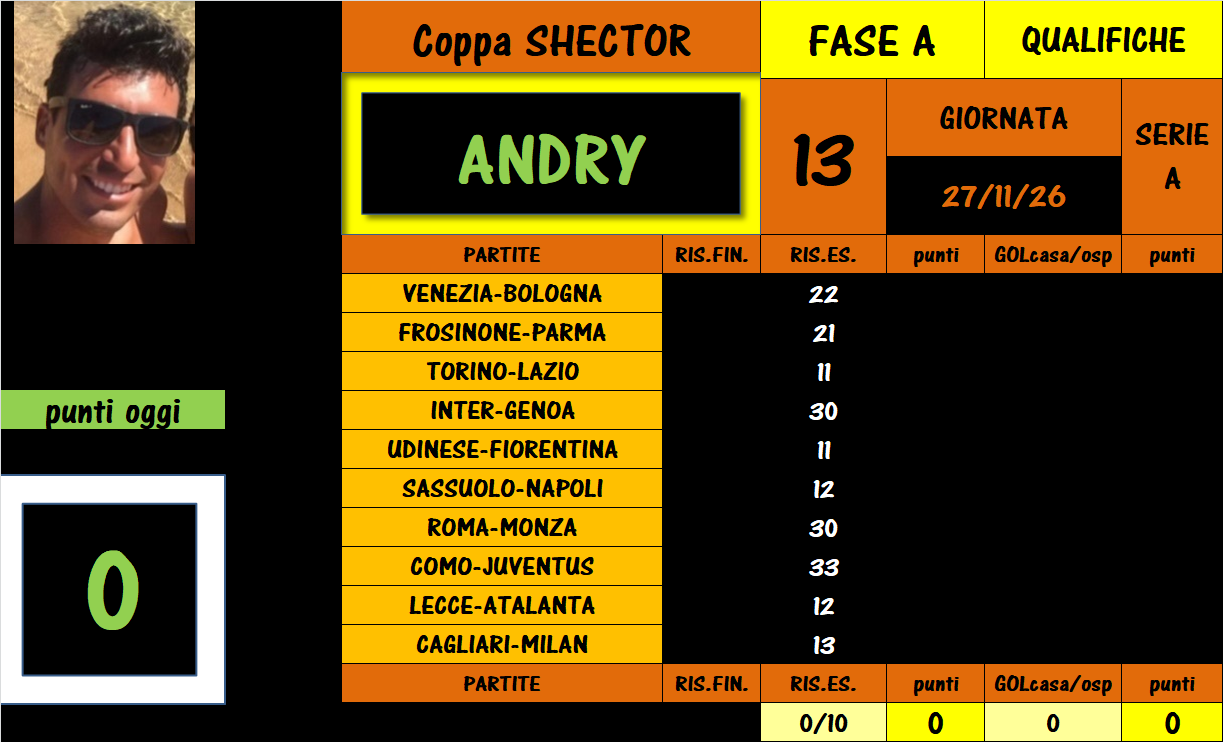 Coppa SHECTOR
FASE A
QUALIFICHE
ANDRY
13
GIORNATA
27/11/26
SERIE
A
PARTITE RIS.FIN. RIS.ES. punti GOLcasa/osp punti
VENEZIA-BOLOGNA 22
FROSINONE-PARMA 21
TORINO-LAZIO 11
INTER-GENOA 30
UDINESE-FIORENTINA 11
SASSUOLO-NAPOLI 12
ROMA-MONZA 30
COMO-JUVENTUS 33
LECCE-ATALANTA 12
CAGLIARI-MILAN 13
PARTITE RIS.FIN. RIS.ES. punti GOLcasa/osp punti
0/10 0 0 0
punti oggi
0